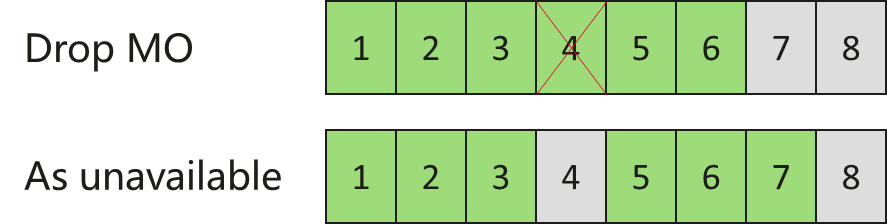 Drop MO 1 2 3 4 5 6 7 8
As unavailable 1 2 3 4 5 6 7 8